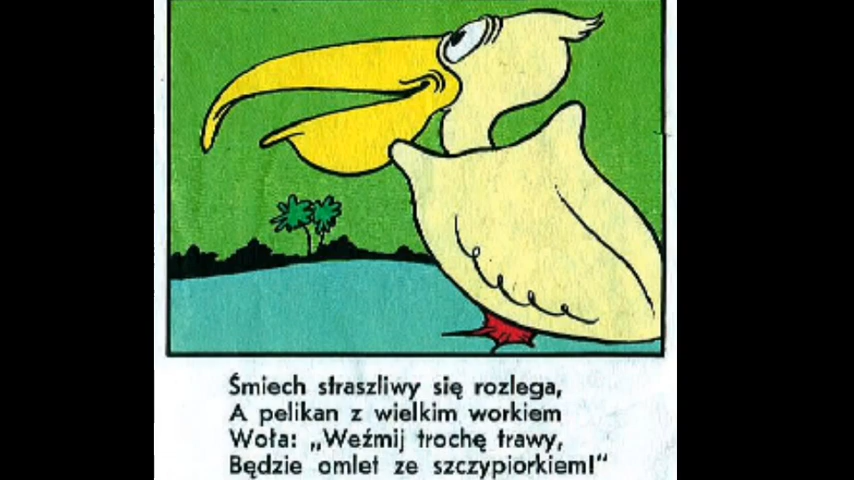 Śmiech straszliwy się rozlega,
A pelikan z wielkim workiem
Woła: „Weźmij trochę trawy,
Będzie omlet ze szczypiorkiem!"